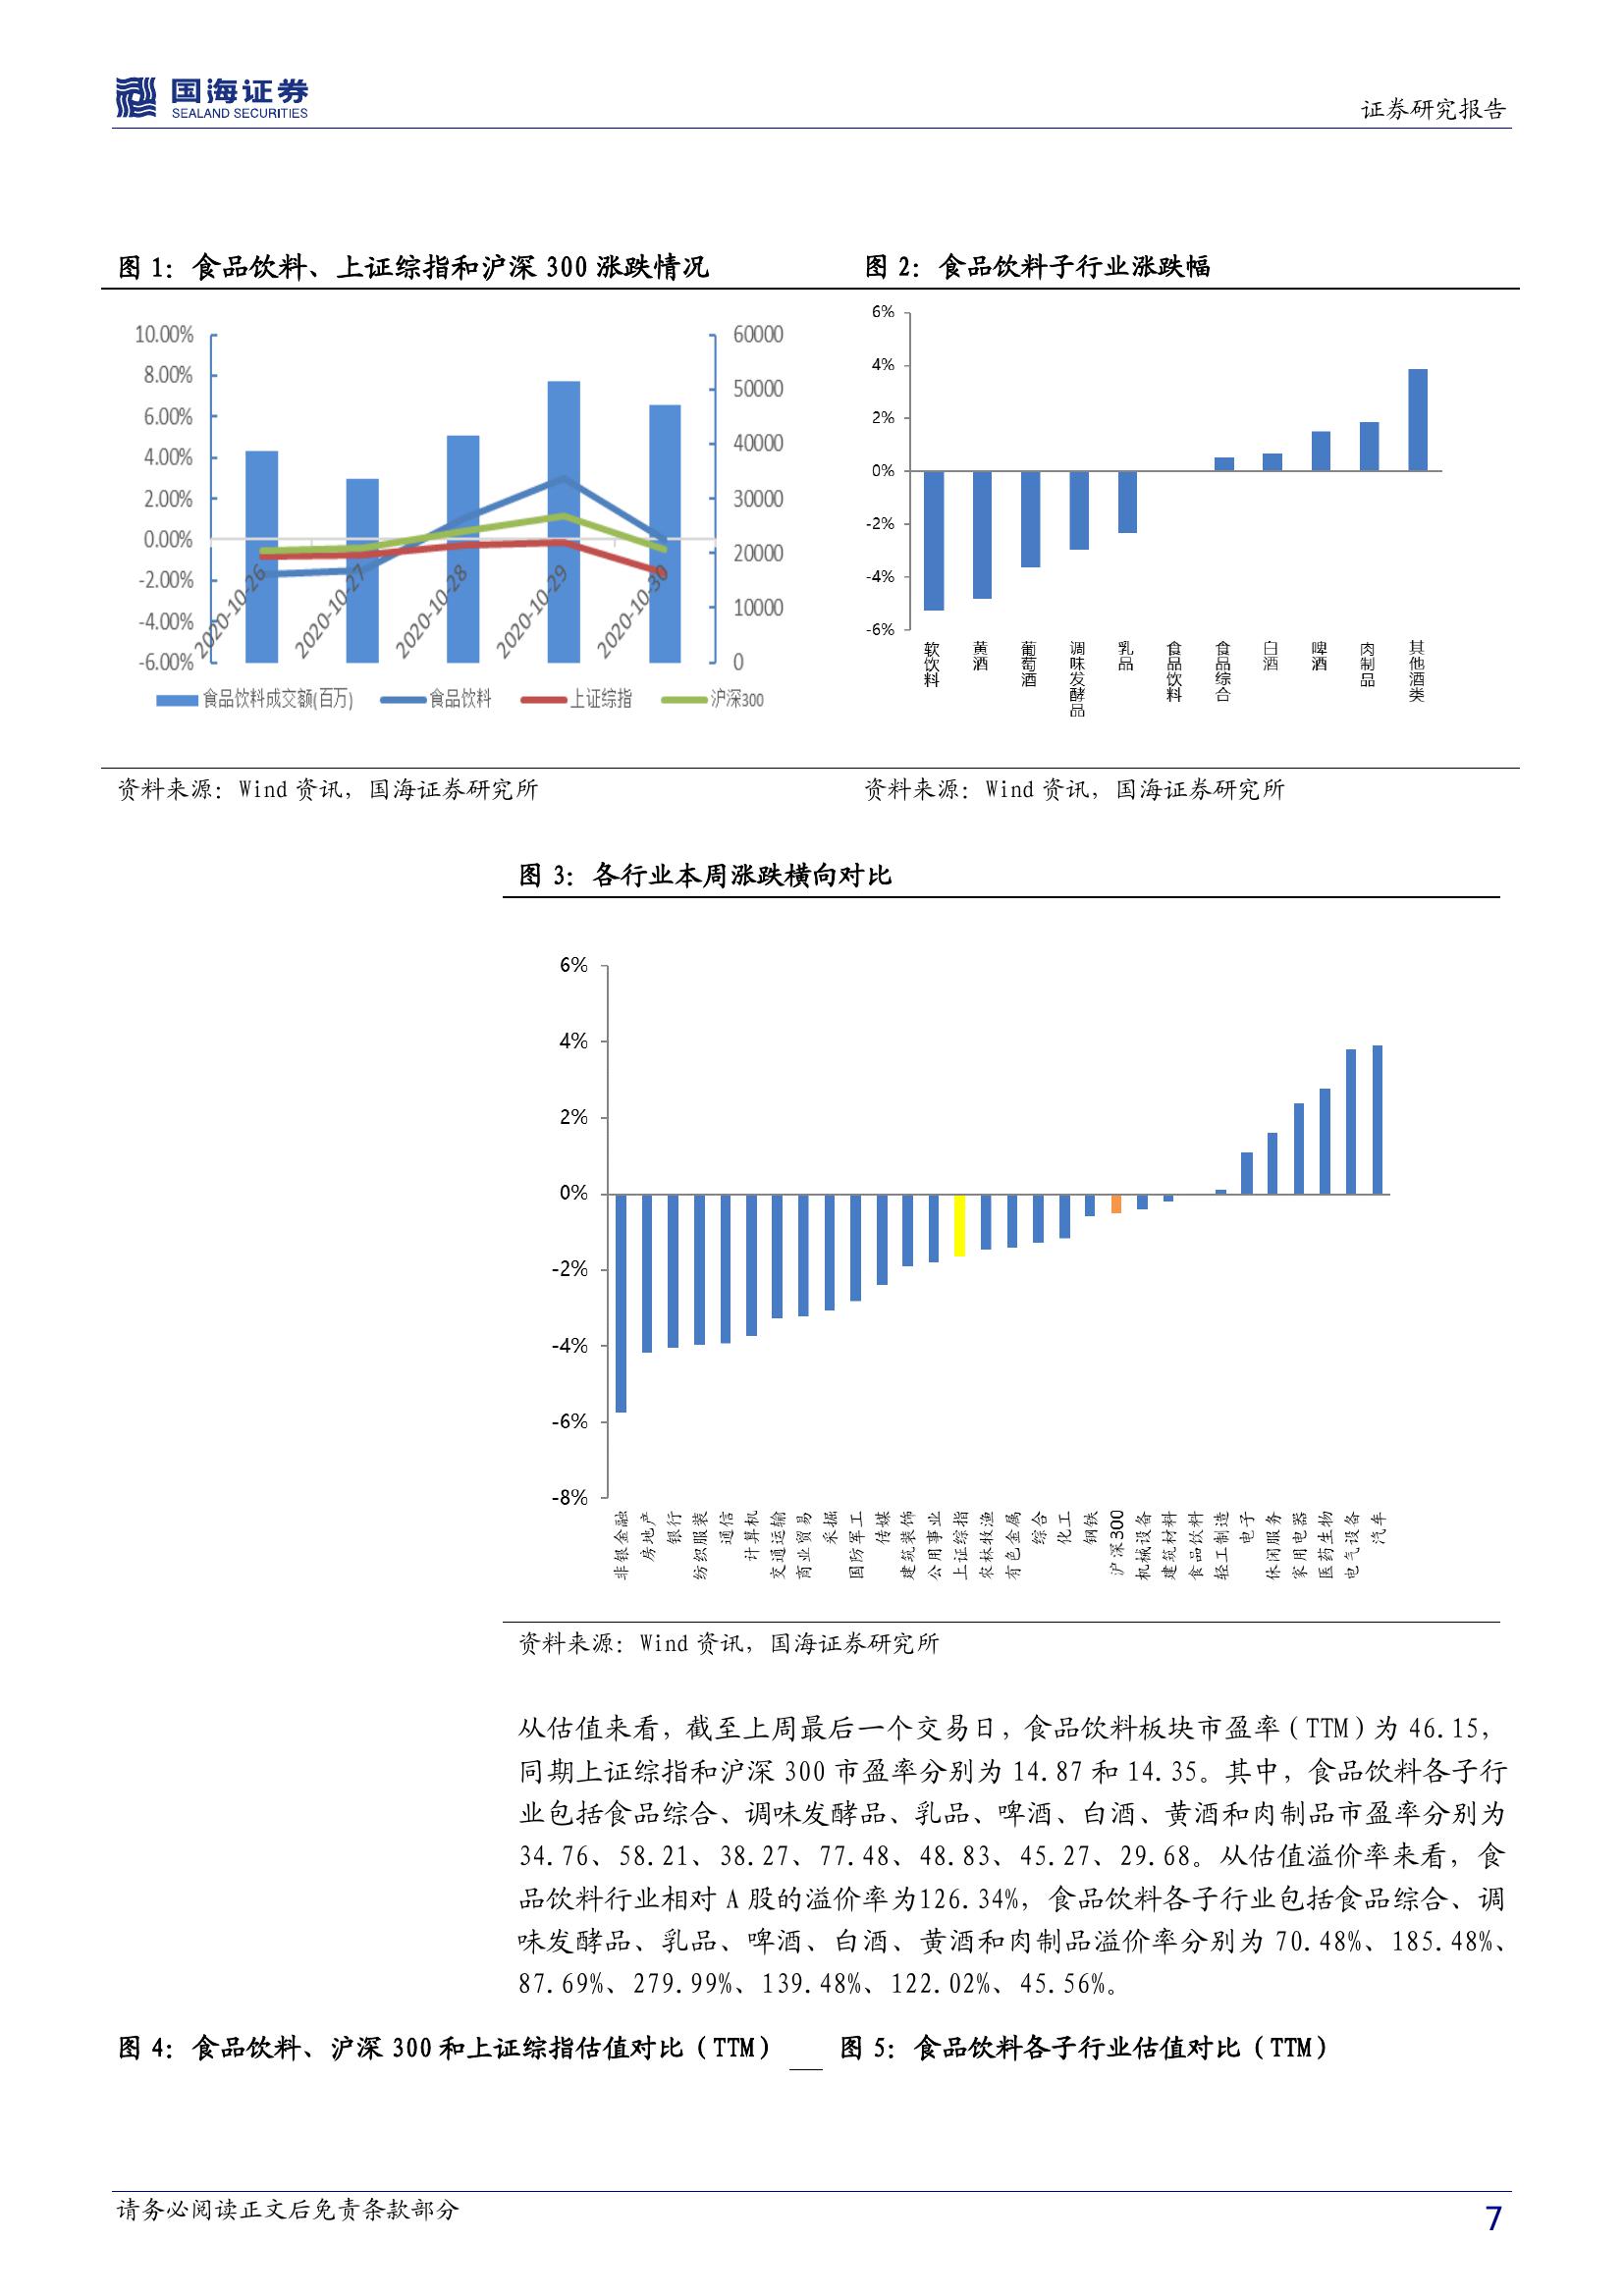 国海证券
SEALAND SECURITIES
证券研究报告
图 1：食品饮料、上证综指和沪深 300 涨跌情况
10.00%
8.00%
6.00%
4.00%
2.00%
0.00%
-2.00%
-4.00%
-6.00%
60000
50000
40000
30000
20000
10000
0
2020-10-26
2020-10-27
2020-10-28
2020-10-29
2020-10-30
食品饮料成交额(百万)
食品饮料
上证综指
沪深300
资料来源：Wind 资讯，国海证券研究所
图 2：食品饮料子行业涨跌幅
6%
4%
2%
0%
-2%
-4%
-6%
软饮料
黄酒
葡萄酒
调味发酵品
乳品
食品饮料
食品综合
白酒
啤酒
肉制品
其他酒类
资料来源：Wind 资讯，国海证券研究所
图 3：各行业本周涨跌横向对比
6%
4%
2%
0%
-2%
-4%
-6%
-8%
非银金融
房地产
银行
纺织服装
通信
计算机
交通运输
商业贸易
采掘
国防军工
传媒
建筑装饰
公用事业
上证综指
农林牧渔
有色金属
综合
化工
钢铁
沪深300
机械设备
建筑材料
食品饮料
轻工制造
电子
休闲服务
家用电器
医药生物
电气设备
汽车
资料来源：Wind 资讯，国海证券研究所
从估值来看，截至上周最后一个交易日，食品饮料板块市盈率（TTM）为 46.15，
同期上证综指和沪深 300 市盈率分别为 14.87 和 14.35。其中，食品饮料各子行
业包括食品综合、调味发酵品、乳品、啤酒、白酒、黄酒和肉制品市盈率分别为
34.76、58.21、38.27、77.48、48.83、45.27、29.68。从估值溢价率来看，食
品饮料行业相对 A 股的溢价率为126.34%，食品饮料各子行业包括食品综合、调
味发酵品、乳品、啤酒、白酒、黄酒和肉制品溢价率分别为 70.48%、185.48%、
87.69%、279.99%、139.48%、122.02%、45.56%。
图 4：食品饮料、沪深 300 和上证综指估值对比（TTM）
图 5：食品饮料各子行业估值对比（TTM）
请务必阅读正文后免责条款部分
7